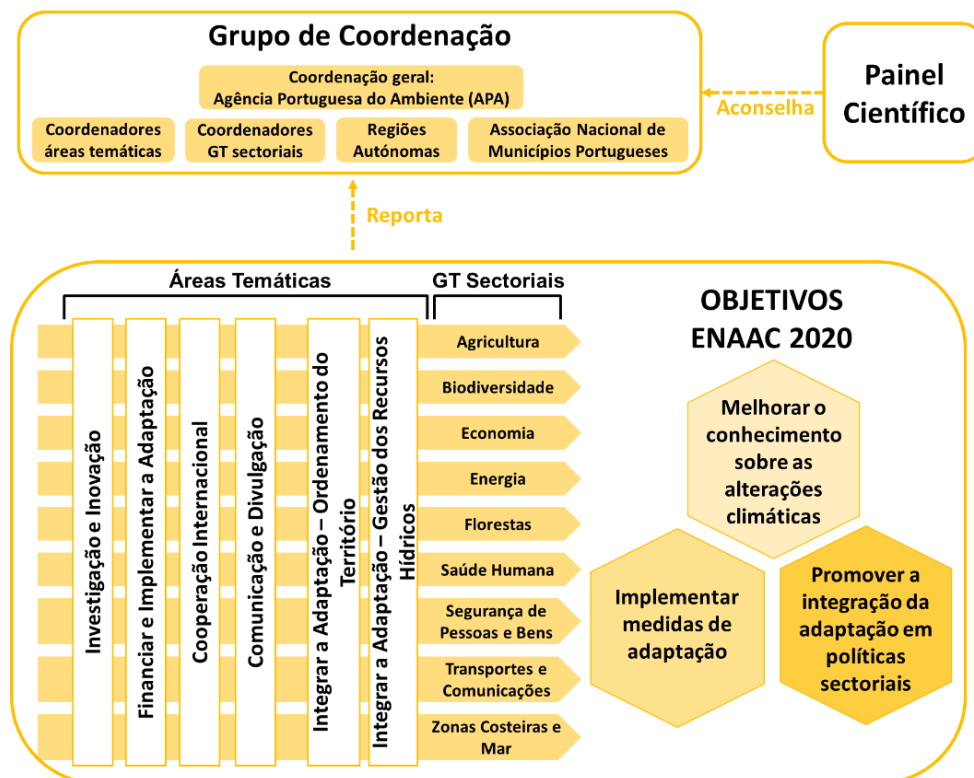 Grupo de Coordenação
Coordenação geral:
Agência Portuguesa do Ambiente (APA)
Coordenadores
áreas temáticas
Coordenadores
GT sectoriais
Regiões
Autónomas
Associação Nacional de
Municípios Portugueses
Aconselha
Painel
Científico
Reporta
Áreas Temáticas
GT Sectoriais
Investigação e Inovação
Financiar e Implementar a Adaptação
Cooperação Internacional
Comunicação e Divulgação
Integrar a Adaptação – Ordenamento do
Território
Integrar a Adaptação – Gestão dos Recursos
Hídricos
Agricultura
Biodiversidade
Economia
Energia
Florestas
Saúde Humana
Segurança de
Pessoas e Bens
Transportes e
Comunicações
Zonas Costeiras e
Mar
OBJETIVOS
ENAAC 2020
Melhorar o
conhecimento
sobre as
alterações
climáticas
Implementar
medidas de
adaptação
Promover a
integração da
adaptação em
políticas
sectoriais